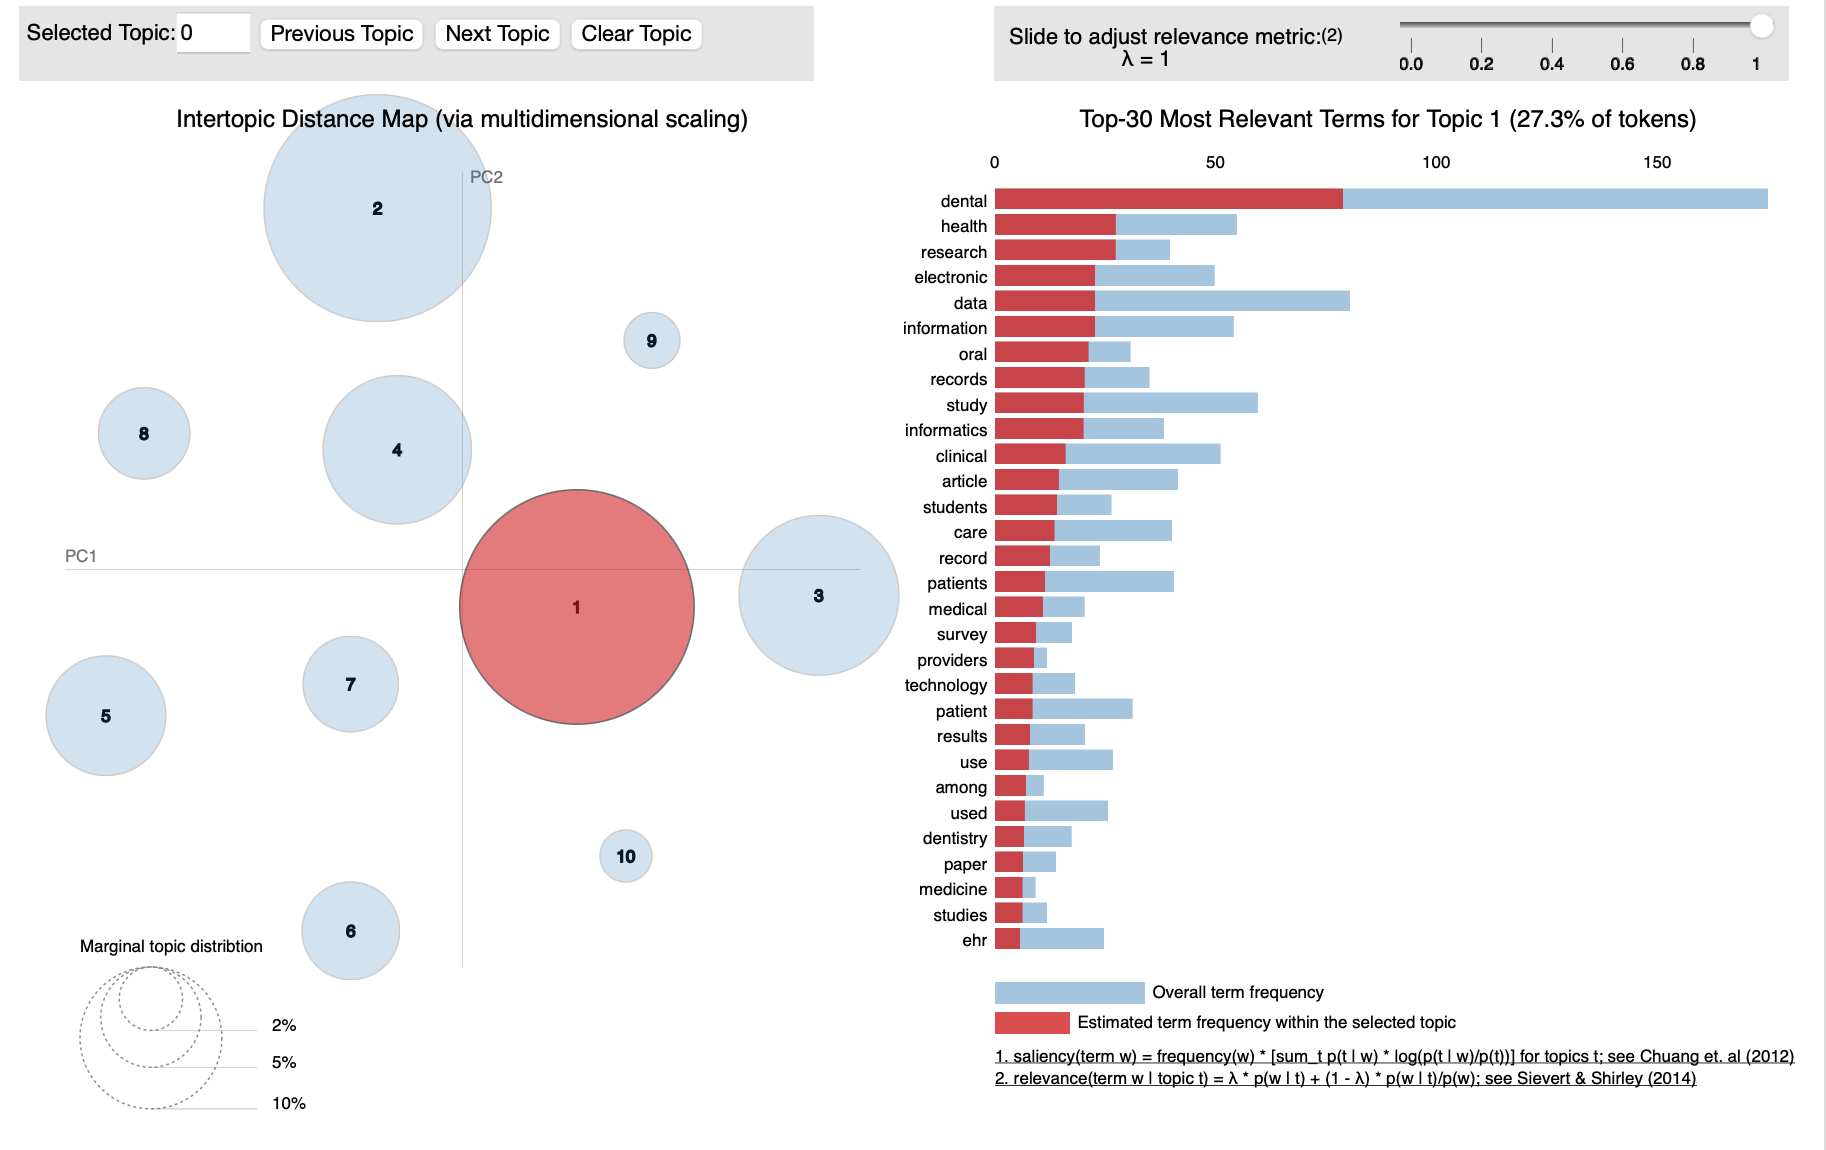 Selected Topic: 0 Previous Topic Next Topic Clear Topic
Slide to adjust relevance metric:(2)
λ = 1
0.0 0.2 0.4 0.6 0.8 1
Intertopic Distance Map (via multidimensional scaling)
PC2
2
9
8
4
PC1
1
3
7
5
10
6
Marginal topic distribtion
2%
5%
10%
Top-30 Most Relevant Terms for Topic 1 (27.3% of tokens)
0 50 100 150
dental
health
research
electronic
data
information
oral
records
study
informatics
clinical
article
students
care
record
patients
medical
survey
providers
technology
patient
results
use
among
used
dentistry
paper
medicine
studies
ehr
Overall term frequency
Estimated term frequency within the selected topic
1. saliency(term w) = frequency(w) * [sum_t p(t | w) * log(p(t | w)/p(t))] for topics t; see Chuang et. al (2012)
2. relevance(term w | topic t) = λ * p(w | t) + (1 - λ) * p(w | t)/p(w); see Sievert & Shirley (2014)